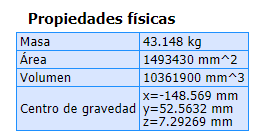 Propiedades físicas
Masa 43.148 kg
Área 1493430 mm^2
Volumen 10361900 mm^3
Centro de gravedad x=-148.569 mm
y=52.5632 mm
z=7.29269 mm